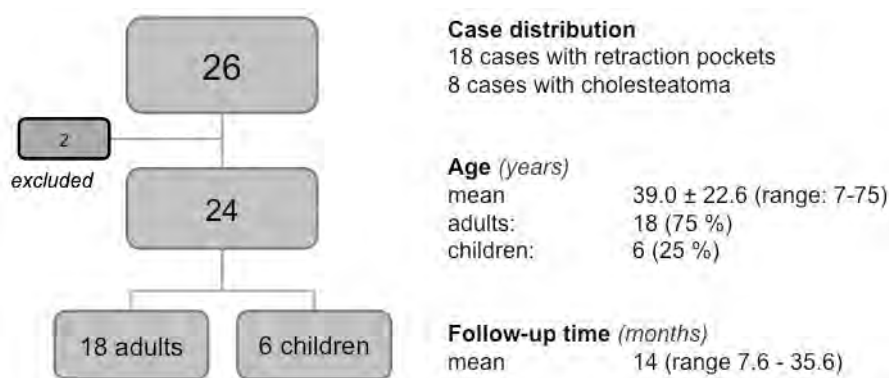 26
2
excluded
24
18 adults
6 children
Case distribution
18 cases with retraction pockets
8 cases with cholesteatoma
Age (years)
mean 39.0 ± 22.6 (range: 7-75)
adults: 18 (75 %)
children: 6 (25 %)
Follow-up time (months)
mean 14 (range 7.6 - 35.6)